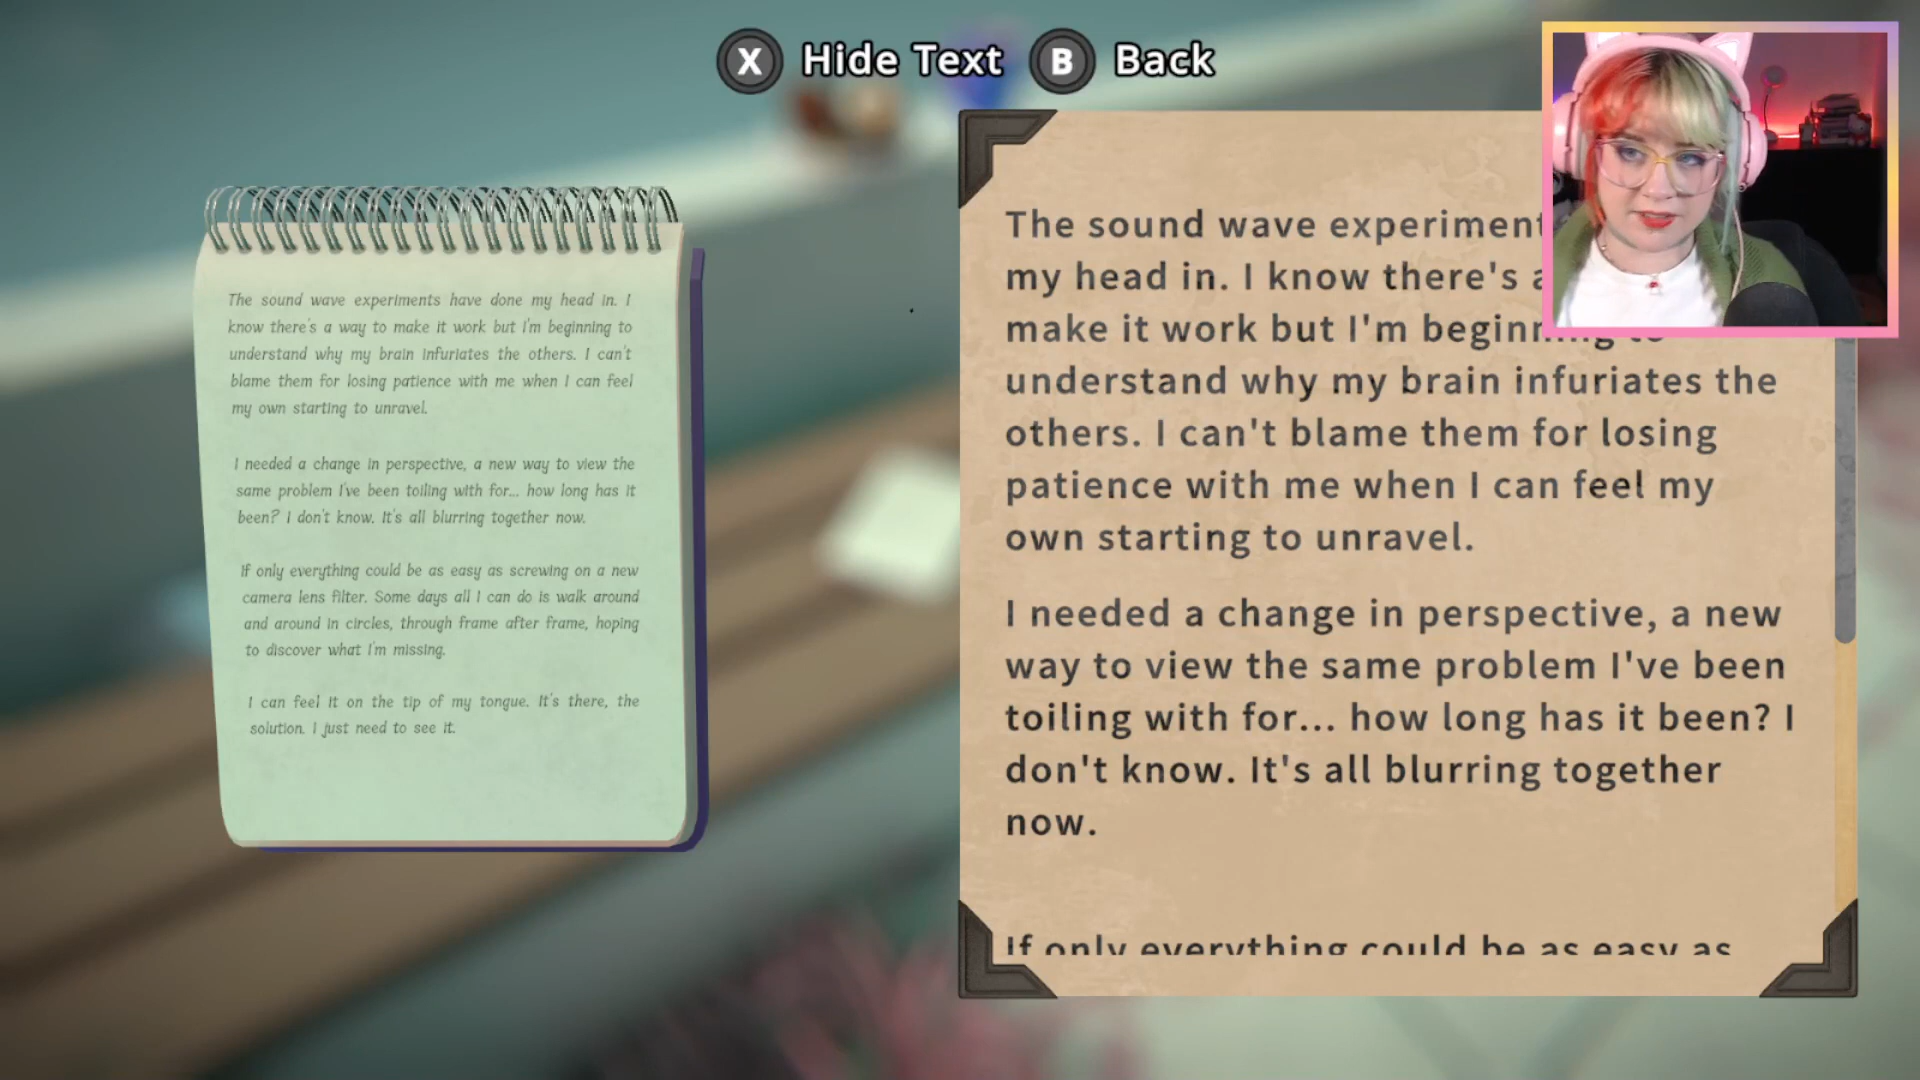 X Hide Text B Back
The sound wave experiments have done my head in. I
know there's a way to make it work but I'm beginning to
understand why my brain infuriates the others. I can't
blame them for losing patience with me when I can feel
my own starting to unravel.
I needed a change in perspective, a new way to view the
same problem I've been toiling with for... how long has it
been? I don't know. It's all blurring together now.
If only everything could be as easy as screwing on a new
camera lens filter. Some days all I can do is walk around
and around in circles, through frame after frame, hoping
to discover what I'm missing.
I can feel it on the tip of my tongue. It's there, the
solution. I just need to see it.
The sound wave experiment
my head in. I know there's a
make it work but I'm beginning to
understand why my brain infuriates the
others. I can't blame them for losing
patience with me when I can feel my
own starting to unravel.
I needed a change in perspective, a new
way to view the same problem I've been
toiling with for... how long has it been? I
don't know. It's all blurring together
now.
If only everything could be as easy as